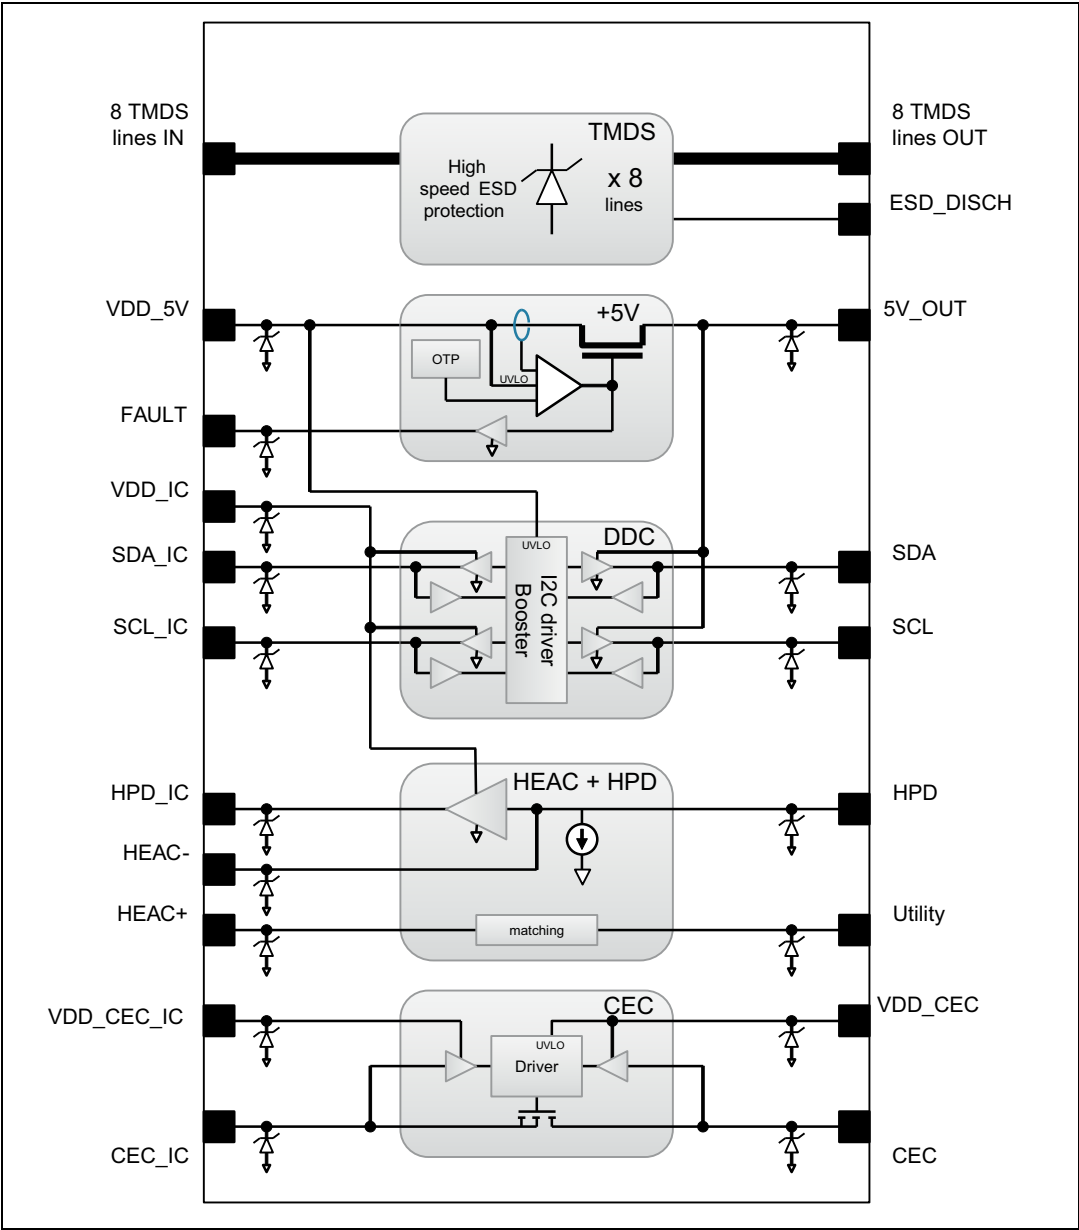 8 TMDS
lines IN
TMDS
High
speed ESD
protection
x 8
lines
8 TMDS
lines OUT
ESD_DISCH
VDD_5V
+5V
5V_OUT
OTP
UVLO
FAULT
VDD_IC
DDC
UVLO
SDA_IC
SDA
I2C driver
Booster
SCL_IC
SCL
HEAC + HPD
HPD_IC
HPD
HEAC-
HEAC+
matching
Utility
CEC
VDD_CEC_IC
VDD_CEC
UVLO
Driver
CEC_IC
CEC